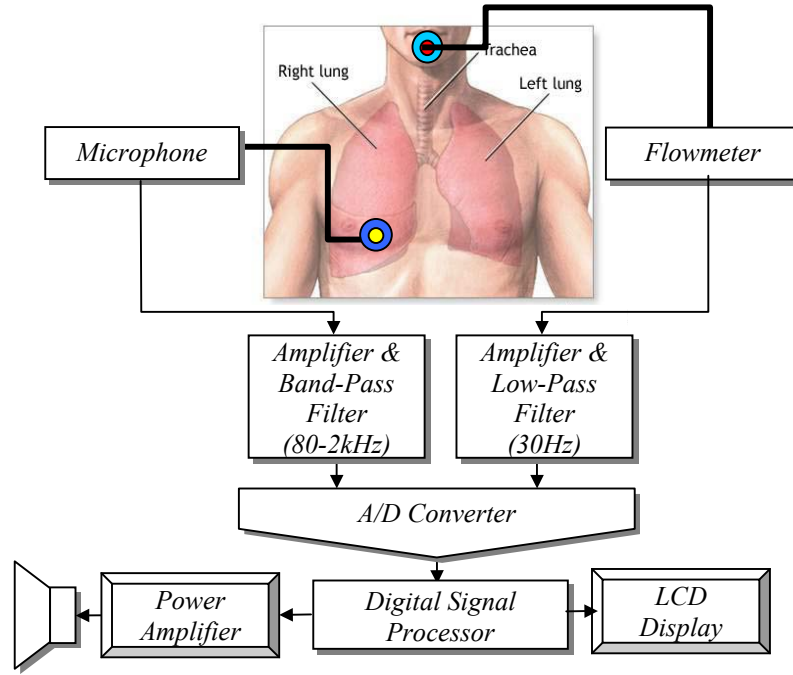 Trachea
Right lung
Left lung
Microphone
Flowmeter
Amplifier &
Band-Pass
Filter
(80-2kHz)
Amplifier &
Low-Pass
Filter
(30Hz)
A/D Converter
Power
Amplifier
Digital Signal
Processor
LCD
Display